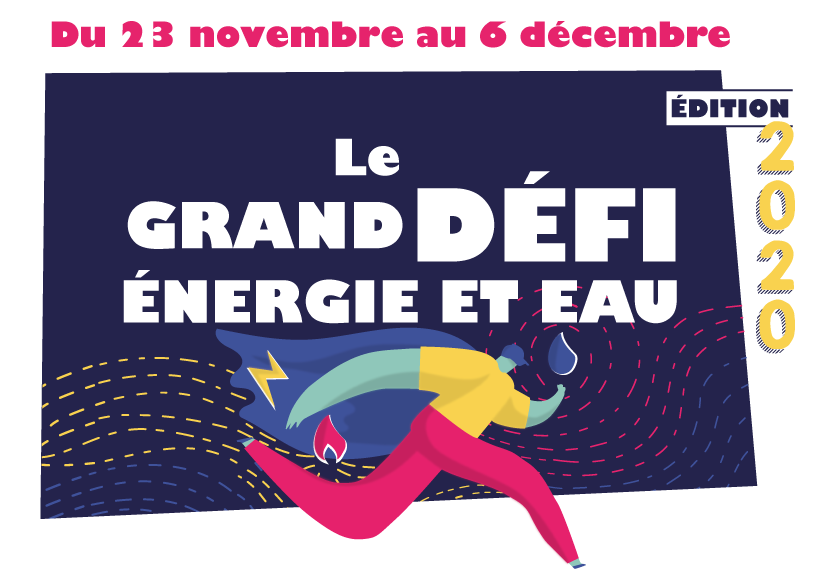 Du 23 novembre au 6 décembre
ÉDITION
2020
Le
GRAND DÉFI
ÉNERGIE ET EAU